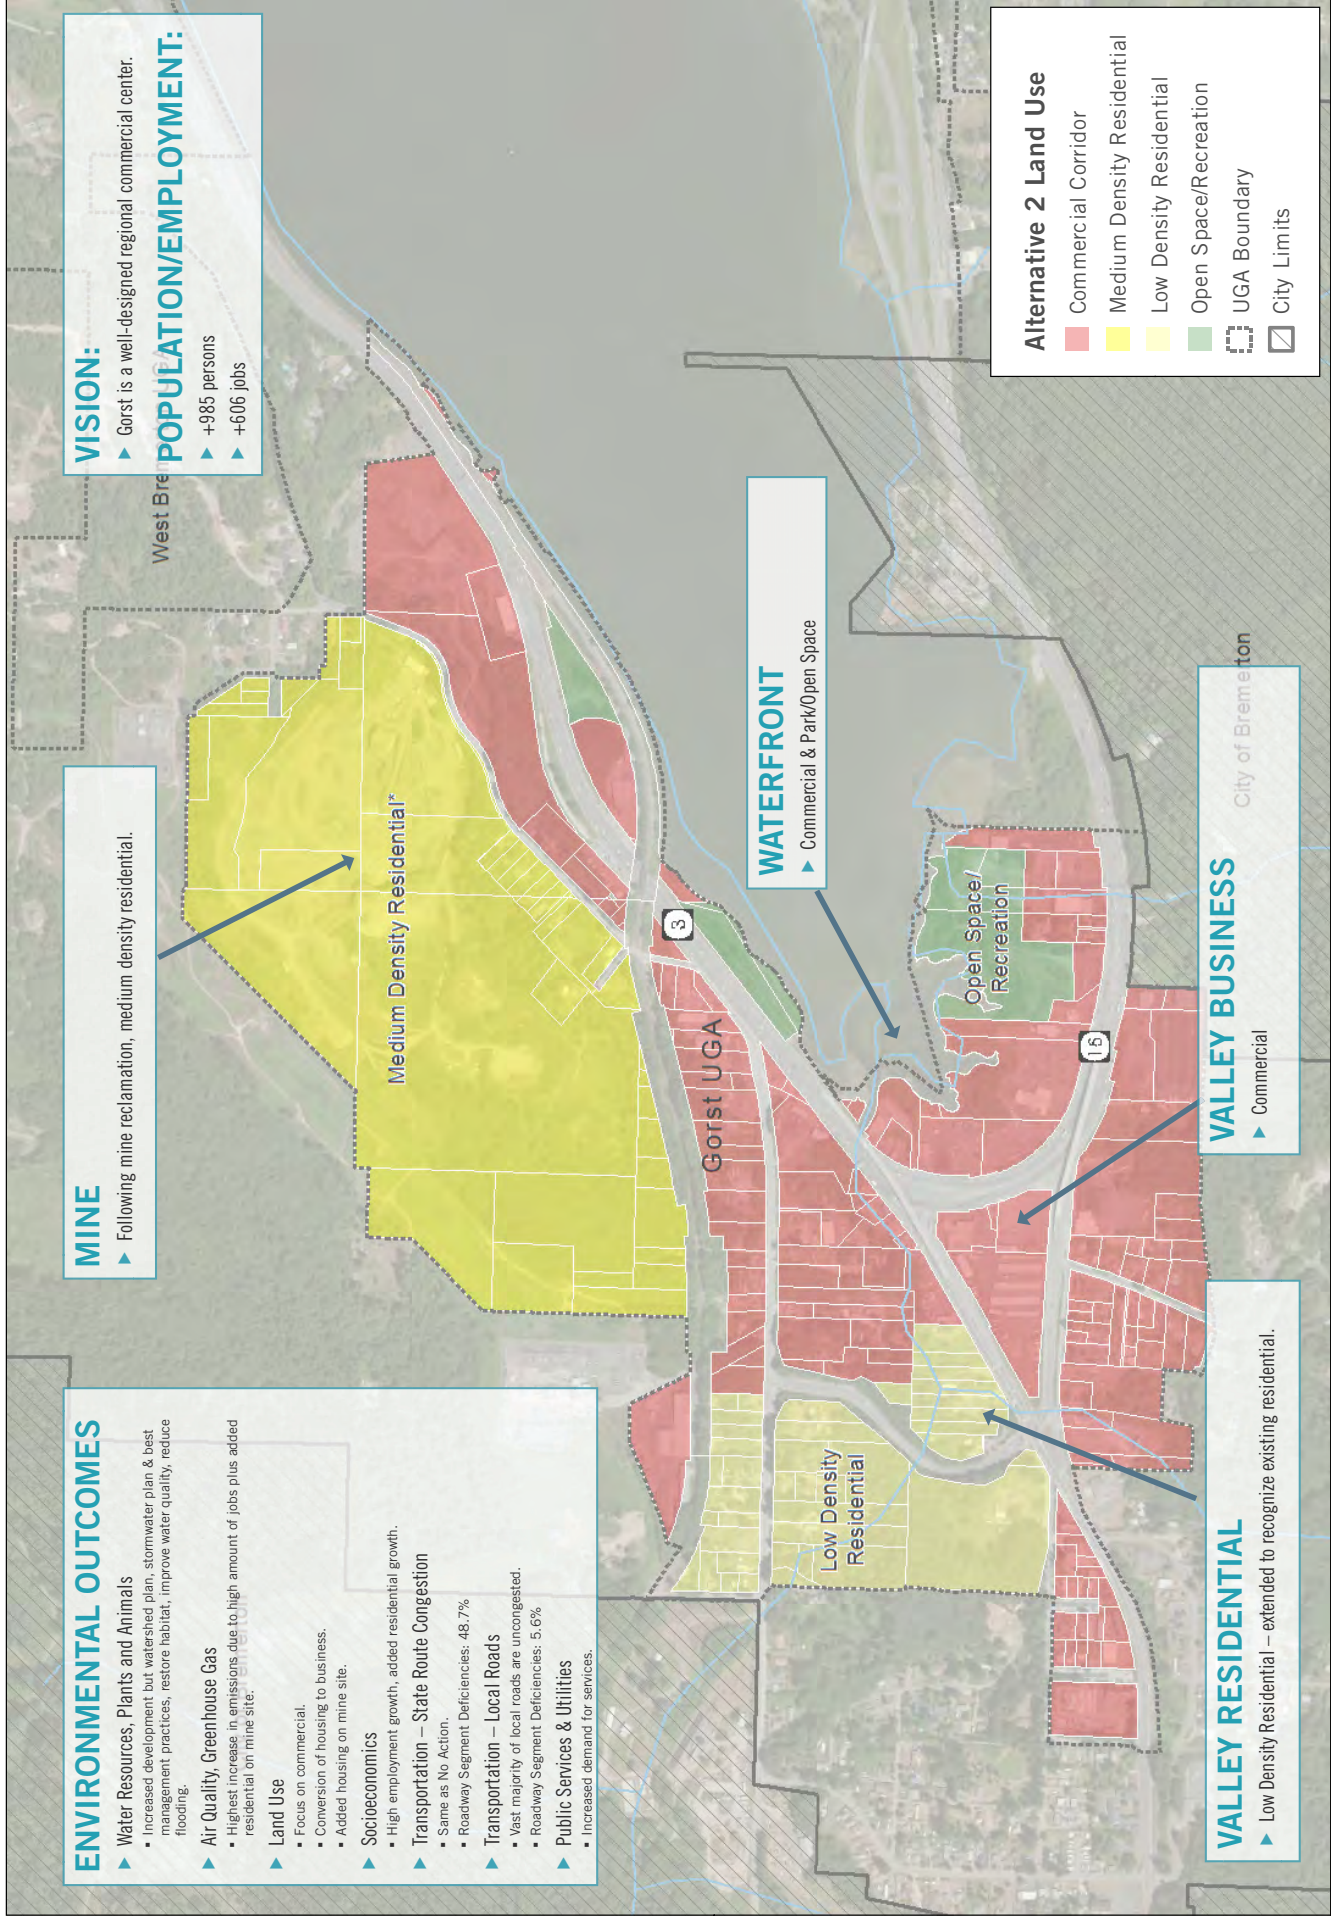 ENVIRONMENTAL OUTCOMES
Water Resources, Plants and Animals
▪ Increased development but watershed plan, stormwater plan & best
management practices, restore habitat, improve water quality, reduce
flooding.
Air Quality, Greenhouse Gas
▪ Highest increase in emissions due to high amount of jobs plus added
residential on mine site.
Land Use
▪ Focus on commercial.
▪ Conversion of housing to business.
▪ Added housing on mine site.
Socioeconomics
▪ High employment growth, added residential growth.
Transportation – State Route Congestion
▪ Same as No Action.
▪ Roadway Segment Deficiencies: 48.7%
Transportation – Local Roads
▪ Vast majority of local roads are uncongested.
▪ Roadway Segment Deficiencies: 5.6%
Public Services & Utilities
▪ Increased demand for services.
MINE
Following mine reclamation, medium density residential.
VISION:
Gorst is a well-designed regional commercial center.
POPULATION/EMPLOYMENT:
+985 persons
+606 jobs
West Bremerton UGA
Medium Density Residential*
Gorst UGA
3
WATERFRONT
Commercial & Park/Open Space
Open Space/
Recreation
16
Low Density
Residential
VALLEY RESIDENTIAL
Low Density Residential – extended to recognize existing residential.
VALLEY BUSINESS
Commercial
City of Bremerton
Alternative 2 Land Use
Commercial Corridor
Medium Density Residential
Low Density Residential
Open Space/Recreation
UGA Boundary
City Limits